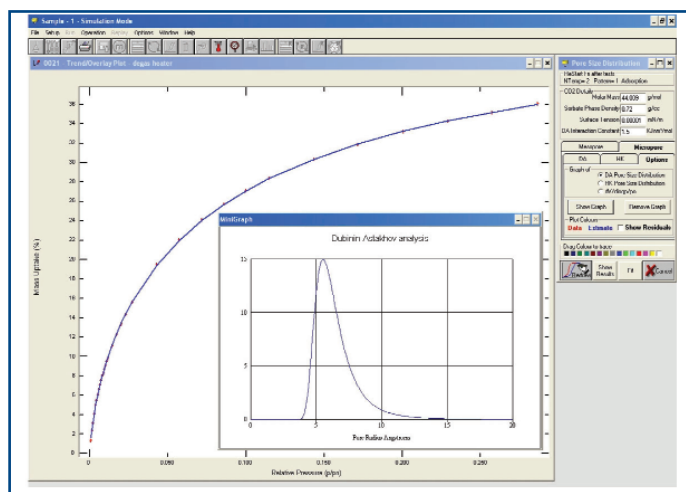 Sample - 1 - Simulation Mode
File Setup Operation Replay Options Window Help
0021 Trend/Overlay Plot degas heater
Mass Uptake (%)
36
34
32
30
28
26
24
22
20
18
16
14
12
10
8
6
4
2
0
0
0.050
0.100
0.150
0.200
0.250
Relative Pressure (p/po)
MiniGraph
Dubinin Astakhov analysis
15
10
5
0
0
5
10
15
20
Pore Radius Angstroms
Pore Size Distribution
CO2 Details
Molar Mass 44.009 g/mol
Sorbate Phase Density 0.72 g/cc
Surface Tension 0.00001 mN/m
DA Interaction Constant 1.5
Mesopore Micropore
DA HK Options
Graph of
DA Pore Size Distribution
HK Pore Size Distribution
Show Graph Remove Graph
Plot Colours
Data Estimate Show Residuals
Drag Colour to trace
Show Results Fit Cancel